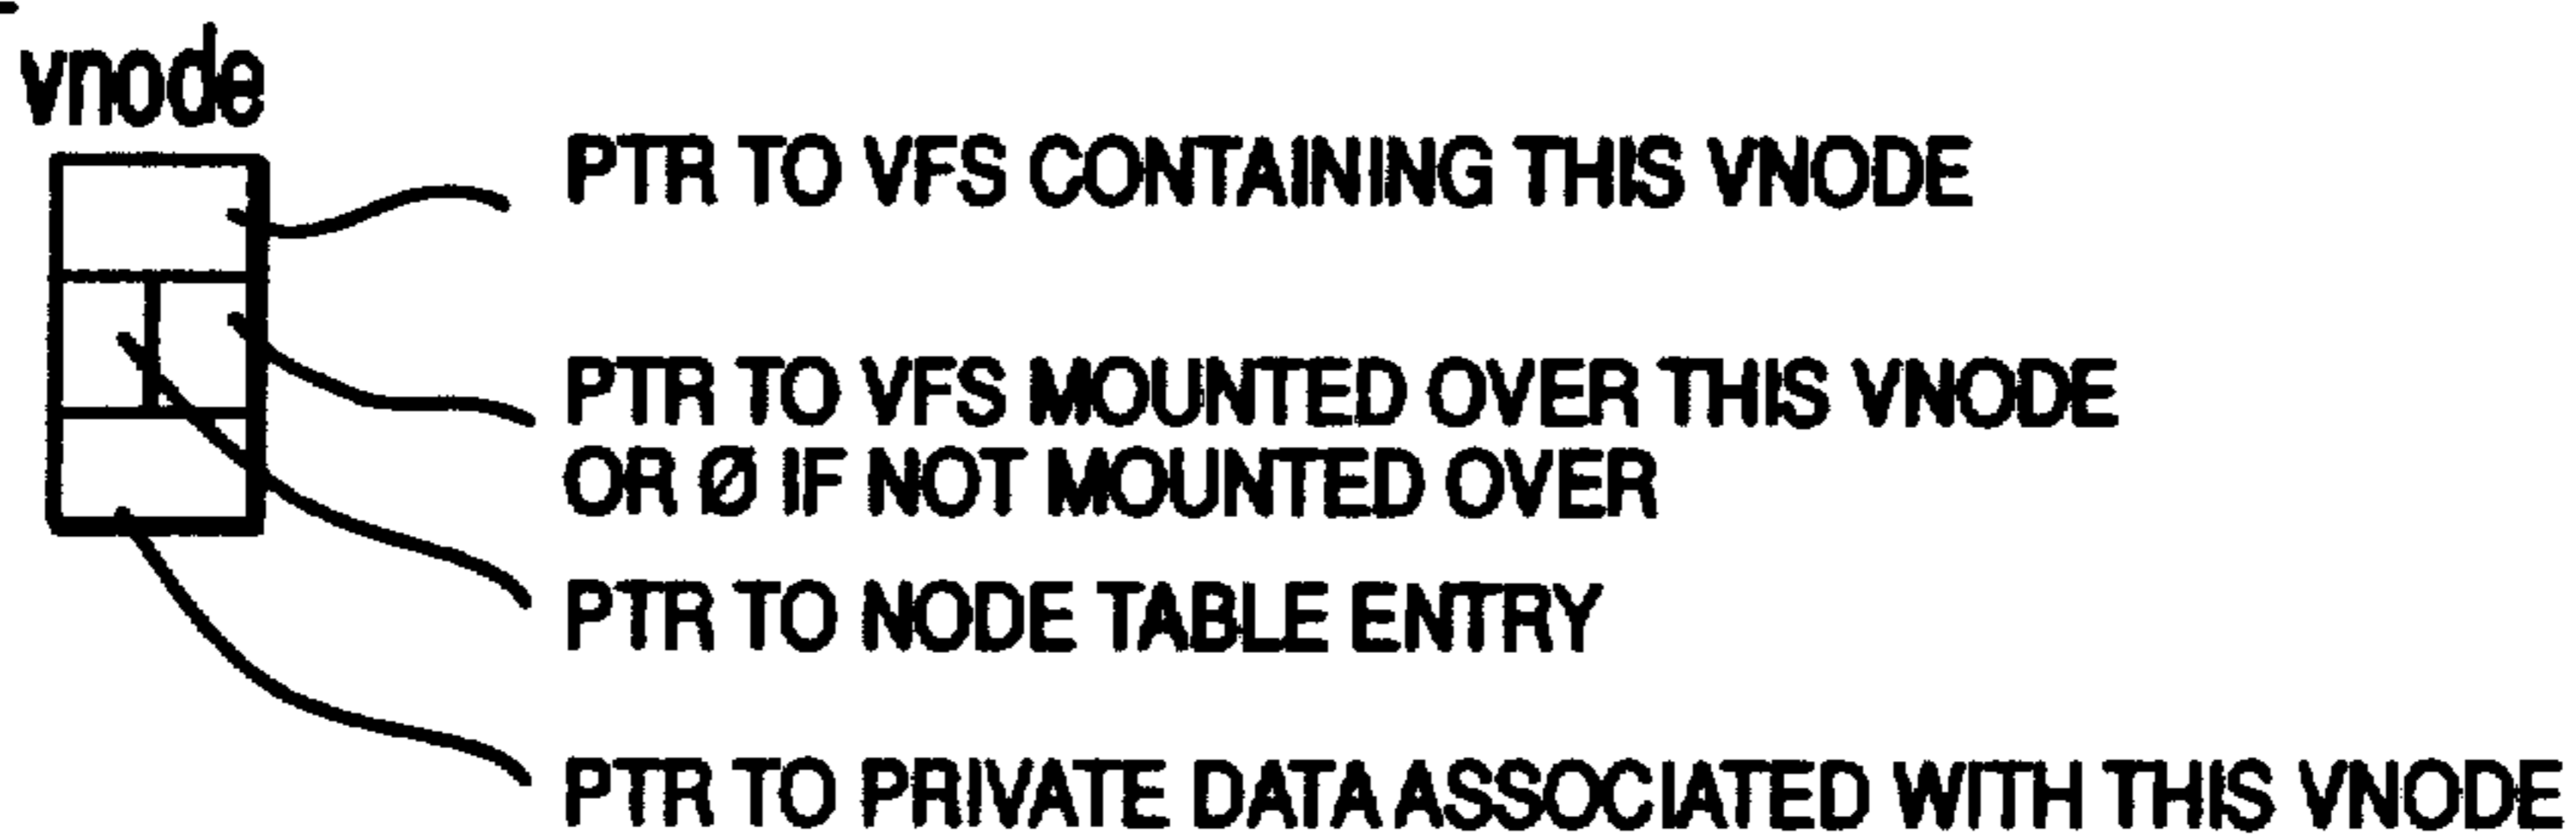 vnode
PTR TO VFS CONTAINING THIS VNODE
PTR TO VFS MOUNTED OVER THIS VNODE
OR Ø IF NOT MOUNTED OVER
PTR TO NODE TABLE ENTRY
PTR TO PRIVATE DATA ASSOCIATED WITH THIS VNODE